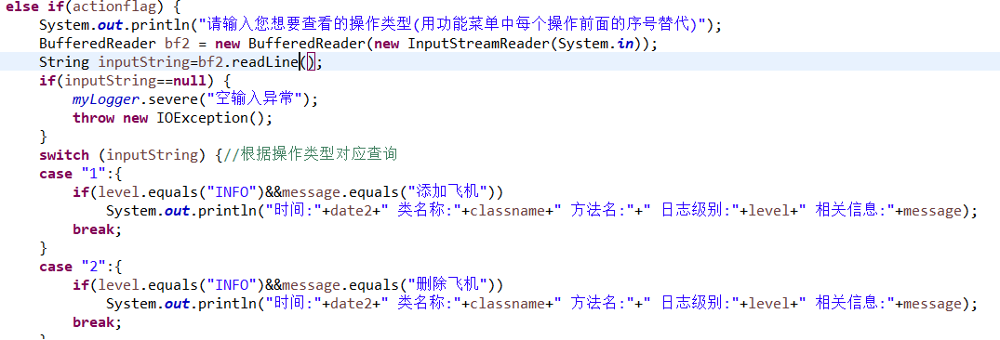 else if(actionflag) {
    System.out.println("请输入您想要查看的操作类型(用功能菜单中每个操作前面的序号替代)");
    BufferedReader bf2 = new BufferedReader(new InputStreamReader(System.in));
    String inputString=bf2.readLine();
    if(inputString==null) {
        myLogger.severe("空输入异常");
        throw new IOException();
    }
    switch (inputString) {//根据操作类型对应查询
    case "1":{
        if(level.equals("INFO")&&message.equals("添加飞机"))
            System.out.println("时间:"+date2+" 类名称:"+classname+" 方法名:"+" 日志级别:"+level+" 相关信息:"+message);
        break;
    }
    case "2":{
        if(level.equals("INFO")&&message.equals("删除飞机"))
            System.out.println("时间:"+date2+" 类名称:"+classname+" 方法名:"+" 日志级别:"+level+" 相关信息:"+message);
        break;